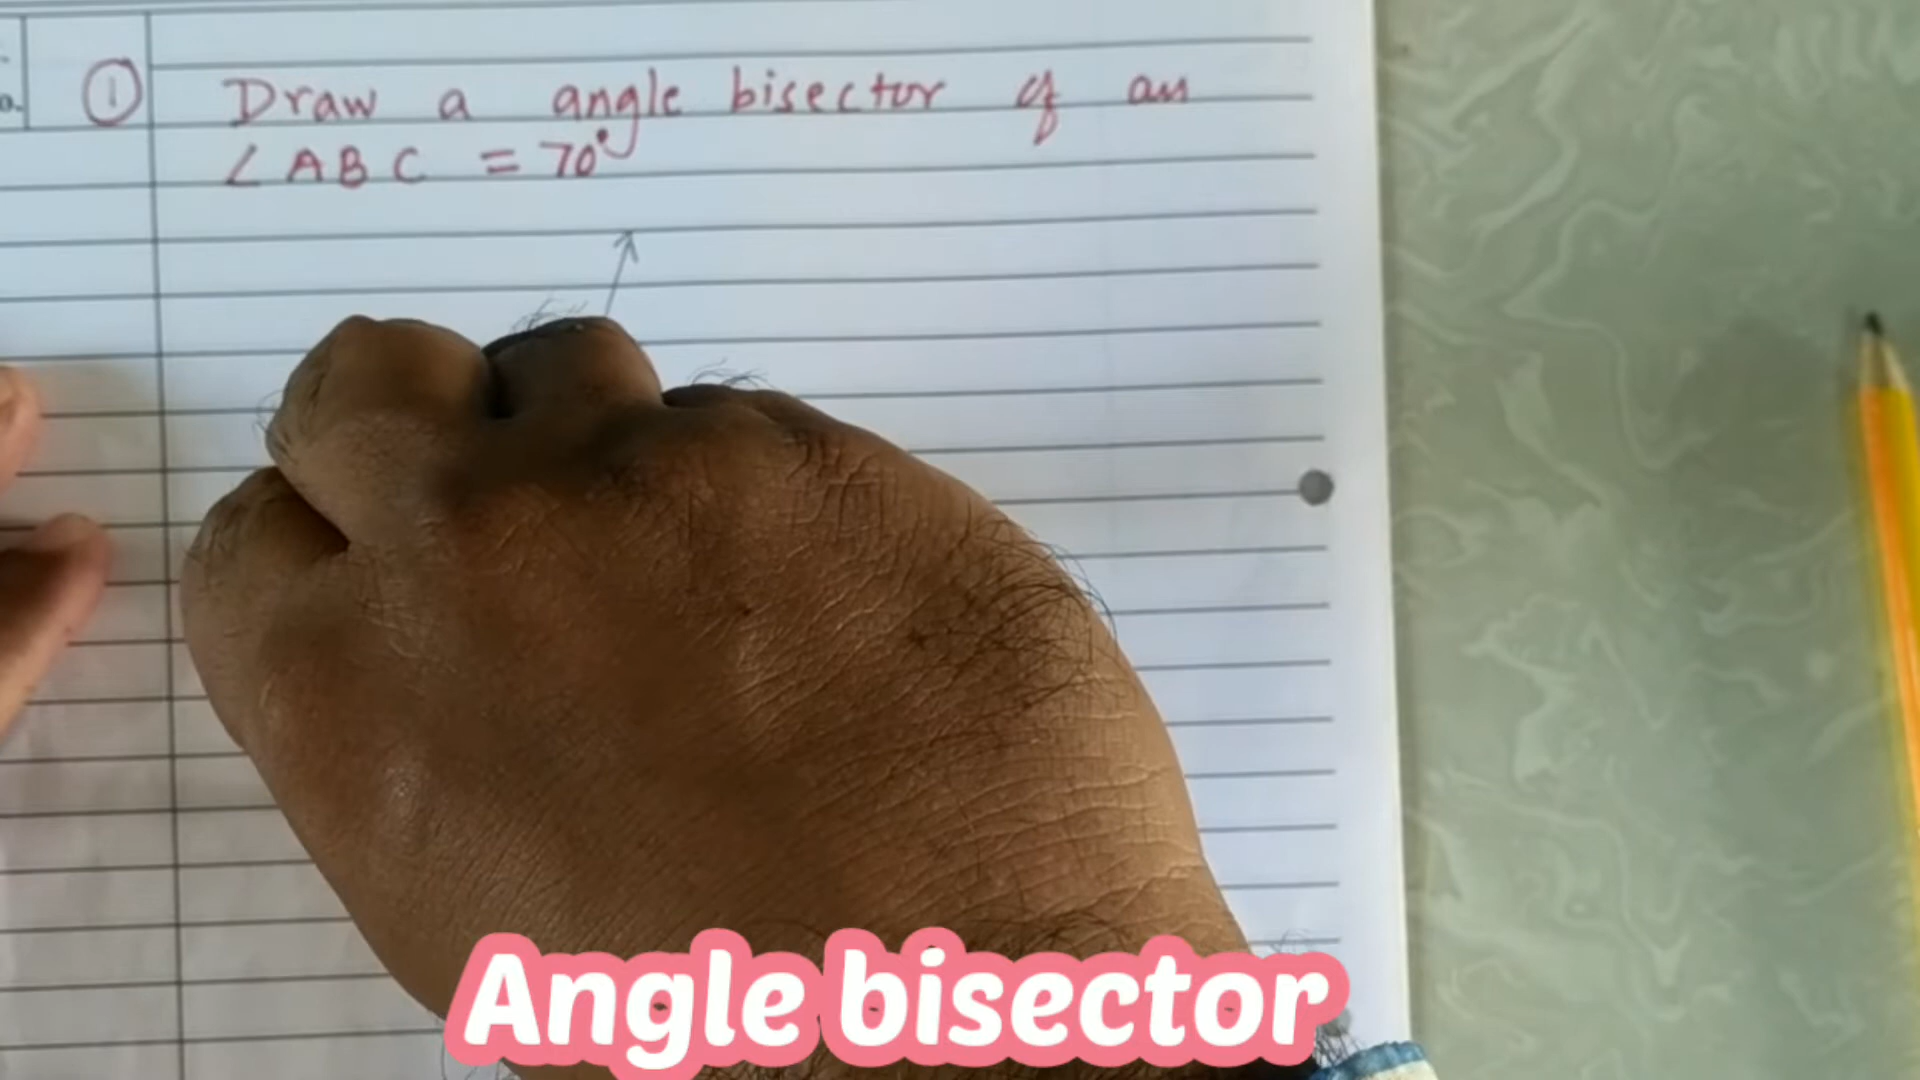 ① Draw a angle bisector of an
∠ABC = 70°
Angle bisector